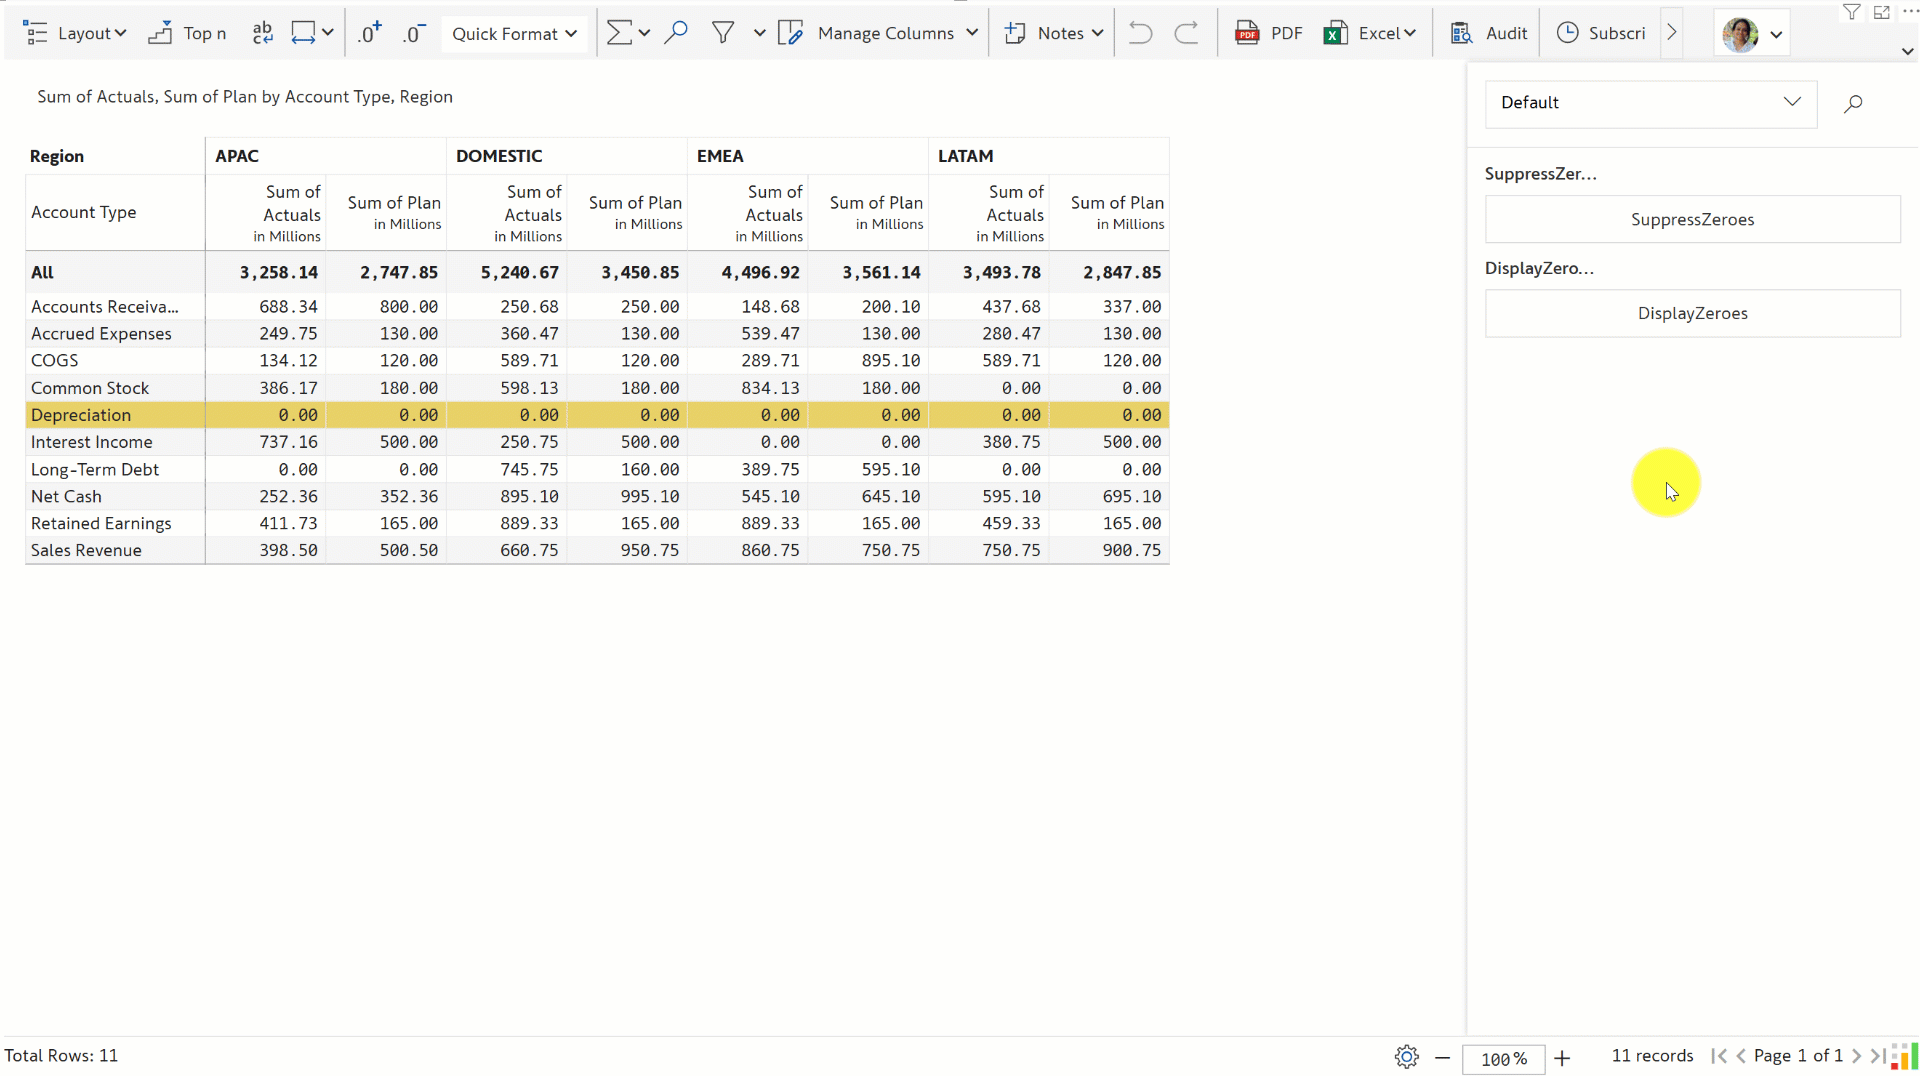 Layout Top n ab c .0+ .0- Quick Format Manage Columns Notes PDF PDF X Excel Audit Subscri
Sum of Actuals, Sum of Plan by Account Type, Region
Default
SuppressZer...
SuppressZeroes
DisplayZero...
DisplayZeroes
Region APAC DOMESTIC EMEA LATAM
Account Type Sum of Actuals in Millions Sum of Plan in Millions Sum of Actuals in Millions Sum of Plan in Millions Sum of Actuals in Millions Sum of Plan in Millions Sum of Actuals in Millions Sum of Plan in Millions
All 3,258.14 2,747.85 5,240.67 3,450.85 4,496.92 3,561.14 3,493.78 2,847.85
Accounts Receiva... 688.34 800.00 250.68 250.00 148.68 200.10 437.68 337.00
Accrued Expenses 249.75 130.00 360.47 130.00 539.47 130.00 280.47 130.00
COGS 134.12 120.00 589.71 120.00 289.71 895.10 589.71 120.00
Common Stock 386.17 180.00 598.13 180.00 834.13 180.00 0.00 0.00
Depreciation 0.00 0.00 0.00 0.00 0.00 0.00 0.00 0.00
Interest Income 737.16 500.00 250.75 500.00 0.00 0.00 380.75 500.00
Long-Term Debt 0.00 0.00 745.75 160.00 389.75 595.10 0.00 0.00
Net Cash 252.36 352.36 895.10 995.10 545.10 645.10 595.10 695.10
Retained Earnings 411.73 165.00 889.33 165.00 889.33 165.00 459.33 165.00
Sales Revenue 398.50 500.50 660.75 950.75 860.75 750.75 750.75 900.75
Total Rows: 11 100% 11 records Page 1 of 1